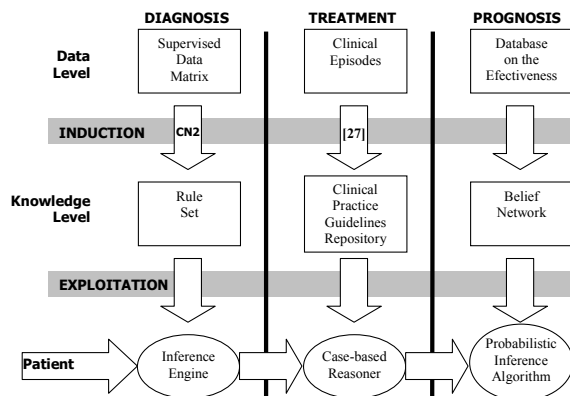 DIAGNOSIS TREATMENT PROGNOSIS
Data
Level
Supervised
Data
Matrix
Clinical
Episodes
Database
on the
Efectiveness
INDUCTION CN2 [27]
Knowledge
Level
Rule
Set
Clinical
Practice
Guidelines
Repository
Belief
Network
EXPLOITATION
Patient
Inference
Engine
Case-based
Reasoner
Probabilistic
Inference
Algorithm